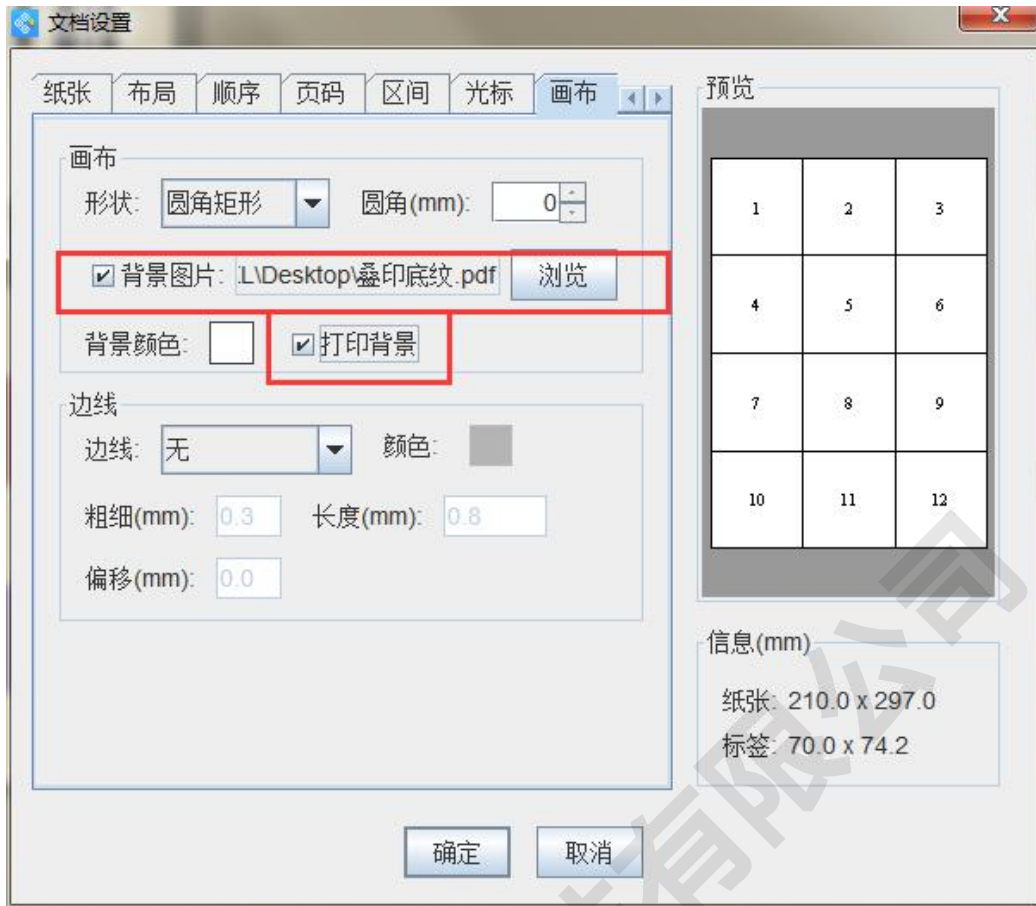 文档设置
纸张 布局 顺序 页码 区间 光标 画布
画布
形状: 圆角矩形 圆角(mm): 0
背景图片: :L\Desktop\叠印底纹.pdf 浏览
背景颜色: 打印背景
边线
边线: 无 颜色:
粗细(mm): 0.3 长度(mm): 0.8
偏移(mm): 0.0
确定 取消
预览
1 2 3
4 5 6
7 8 9
10 11 12
信息(mm)
纸张: 210.0 x 297.0
标签: 70.0 x 74.2
有限公司